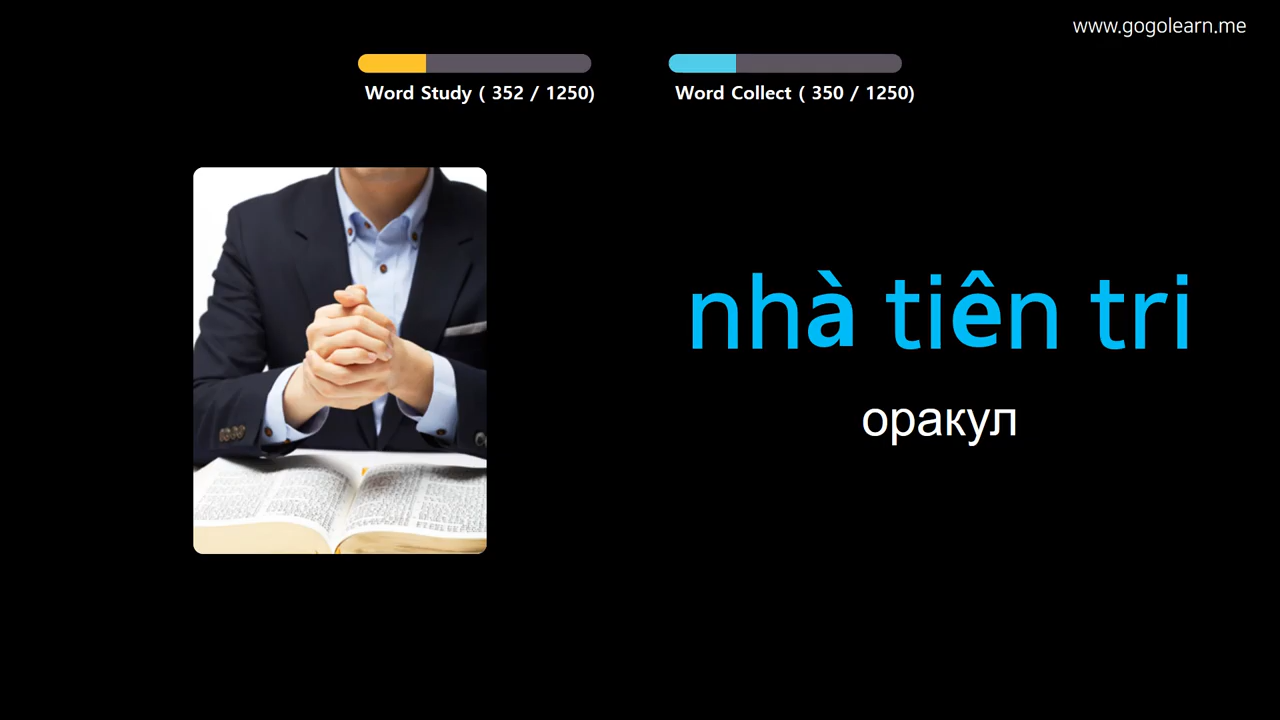 www.gogolearn.me
Word Study ( 352 / 1250)
Word Collect ( 350 / 1250)
nhà tiên tri
оракул